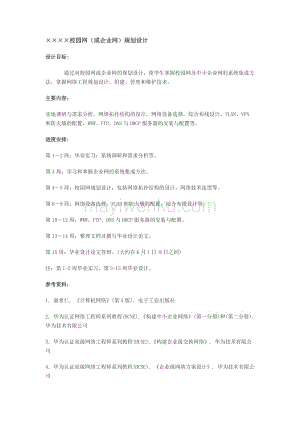 ××××校园网（或企业网）规划设计
设计目标：
通过对校园网或企业网的规划设计，使学生掌握校园网及中小企业网的系统集成方
法，掌握网络工程规划设计、组建、管理和维护技术。
主要内容：
实地调研与需求分析，网络拓扑结构的设计，网络设备选择，综合布线设计，VLAN、VPN
和防火墙的配置，WWW、FTP、DNS与DHCP服务器的安装与配置等。
进度安排：
第1－2周：毕业实习，系统调研和需求分析等。
第3周：学习和掌握企业网的系统集成方法。
第4－5周：校园网规划设计，包括网络拓扑结构的设计，网络技术选型等。
第6－9周：网络设备选择，VLAN和防火墙的配置，综合布线设计等。
第10－12周：WWW、FTP、DNS与DHCP服务器的安装与配置等。
第13－14周：整理文档及撰写毕业设计论文。
第15周：毕业设计论文答辩。(大约在6月1日-8日之间)
注：第1-2周毕业实习，第3-15周毕业设计。
参考资料：
1、谢希仁，《计算机网络》(第5版)，电子工业出版社
2、华为认证网络工程师系列教程(HCNE)，《构建中小企业网络》(第一分册)和(第二分册)，
华为技术有限公司
3、华为认证高级网络工程师系列教程(HCSE)，《构建企业级交换网络》，华为技术有限公
司
4、华为认证高级网络工程师系列教程(HCSE)，《企业级网络方案设计》，华为技术有限公
司